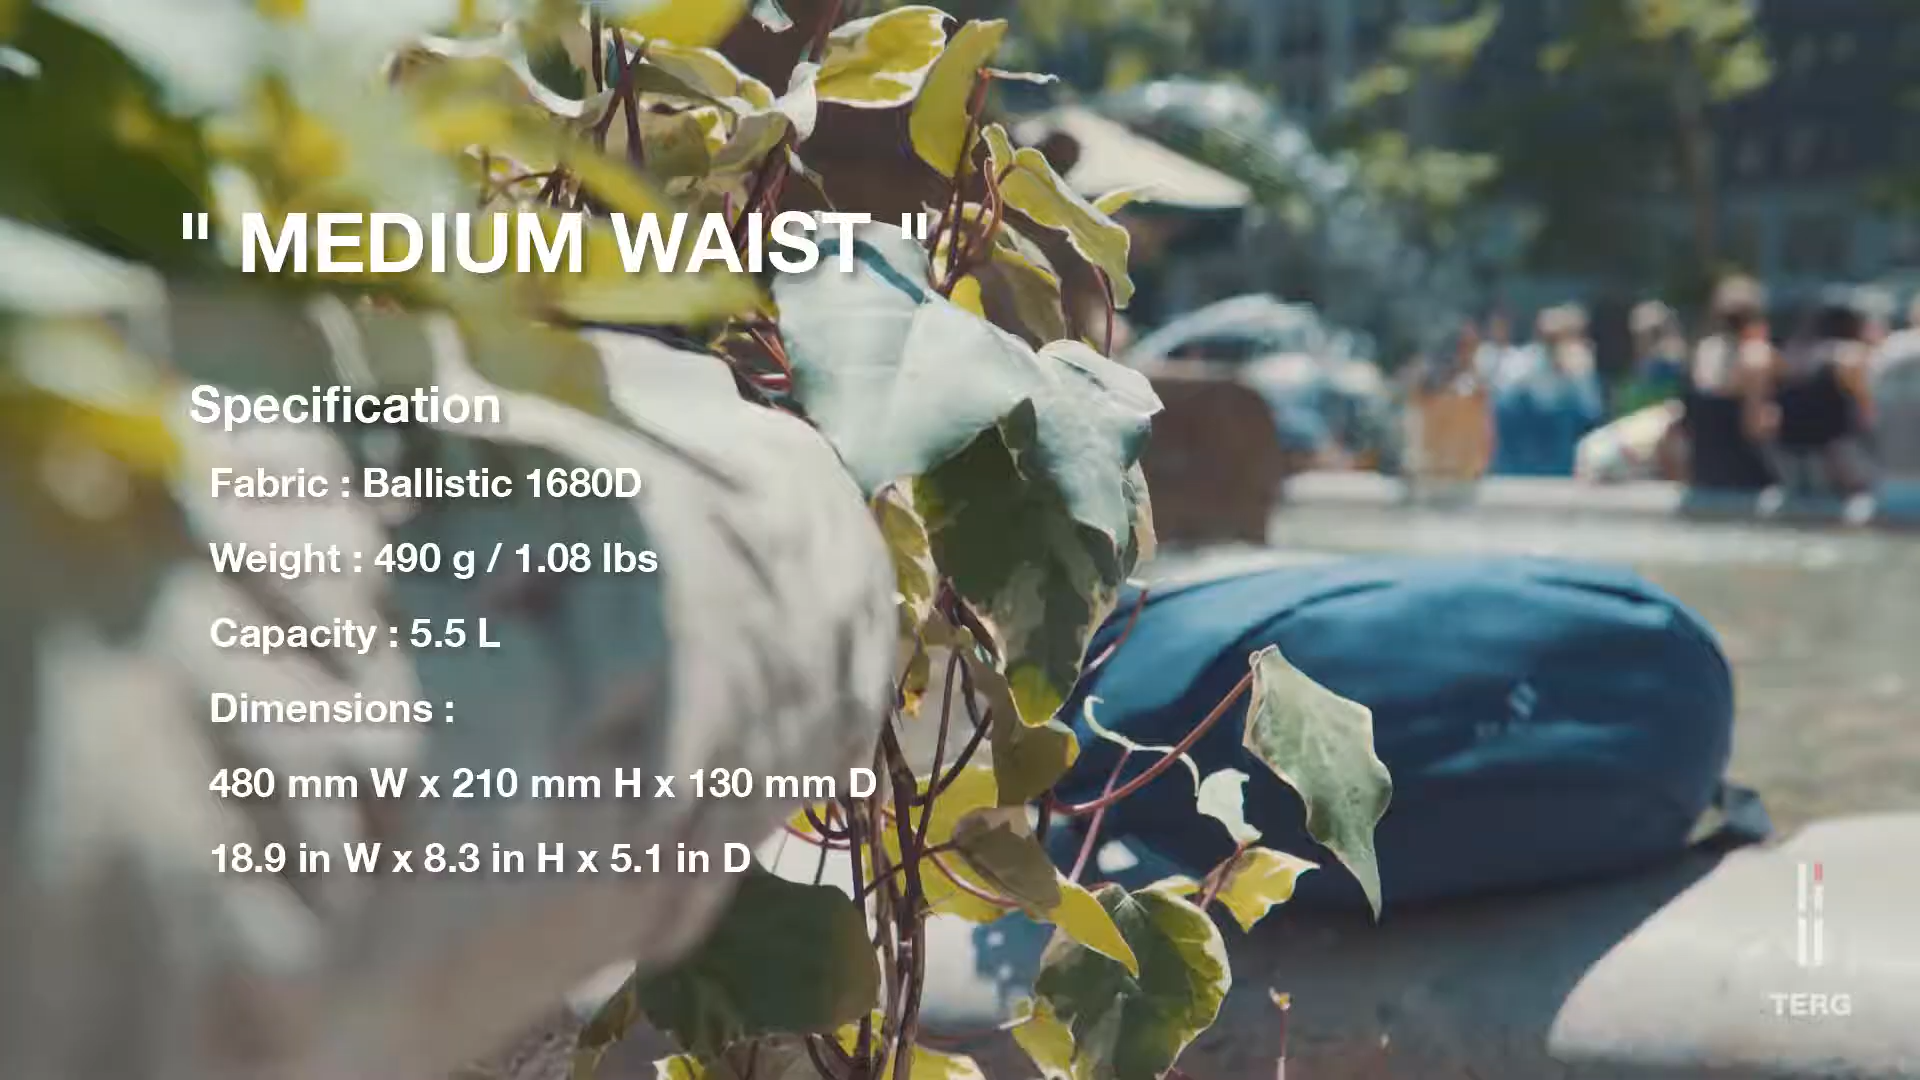 " MEDIUM WAIST "
Specification
Fabric : Ballistic 1680D
Weight : 490 g / 1.08 lbs
Capacity : 5.5 L
Dimensions :
480 mm W x 210 mm H x 130 mm D
18.9 in W x 8.3 in H x 5.1 in D
TERG